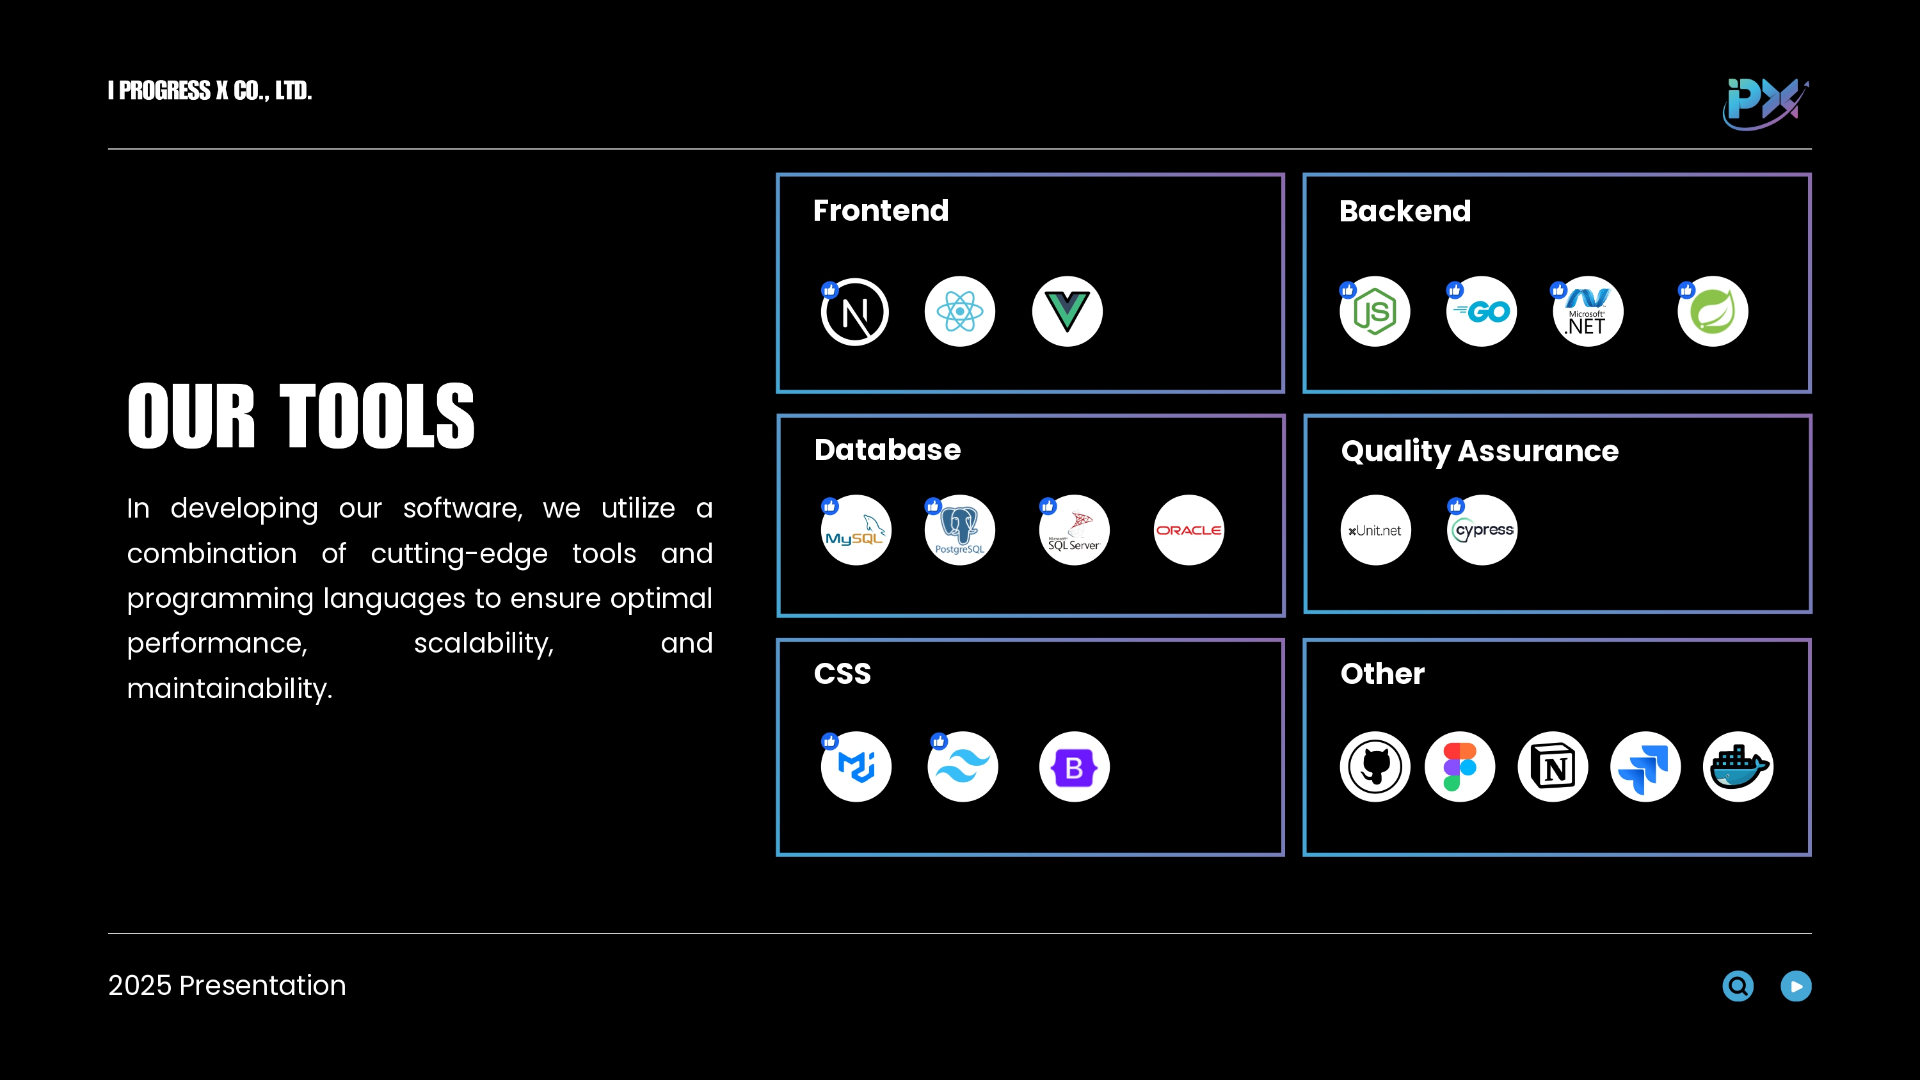 I PROGRESS X CO., LTD.
iPX
OUR TOOLS
In developing our software, we utilize a
combination of cutting-edge tools and
programming languages to ensure optimal
performance, scalability, and
maintainability.
Frontend
N
Backend
JS
GO
Microsoft
.NET
Database
MySQL
PostgreSQL
Microsoft
SQL Server
ORACLE
Quality Assurance
xUnit.net
cypress
CSS
B
Other
N
2025 Presentation